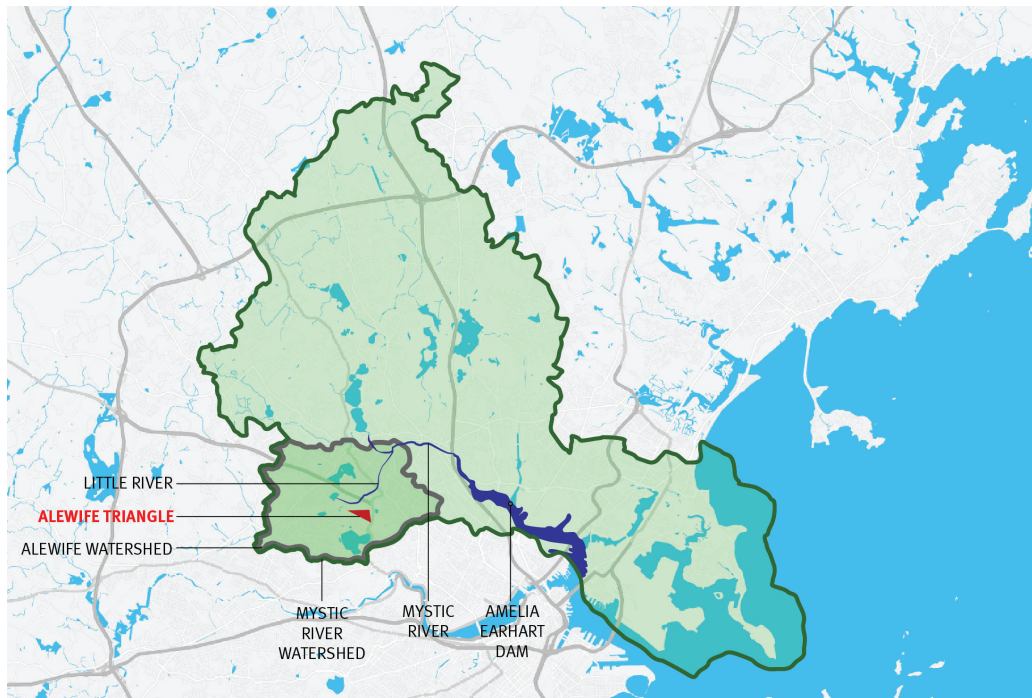 LITTLE RIVER
ALEWIFE TRIANGLE
ALEWIFE WATERSHED
MYSTIC
RIVER
WATERSHED
MYSTIC
RIVER
AMELIA
EARHART
DAM